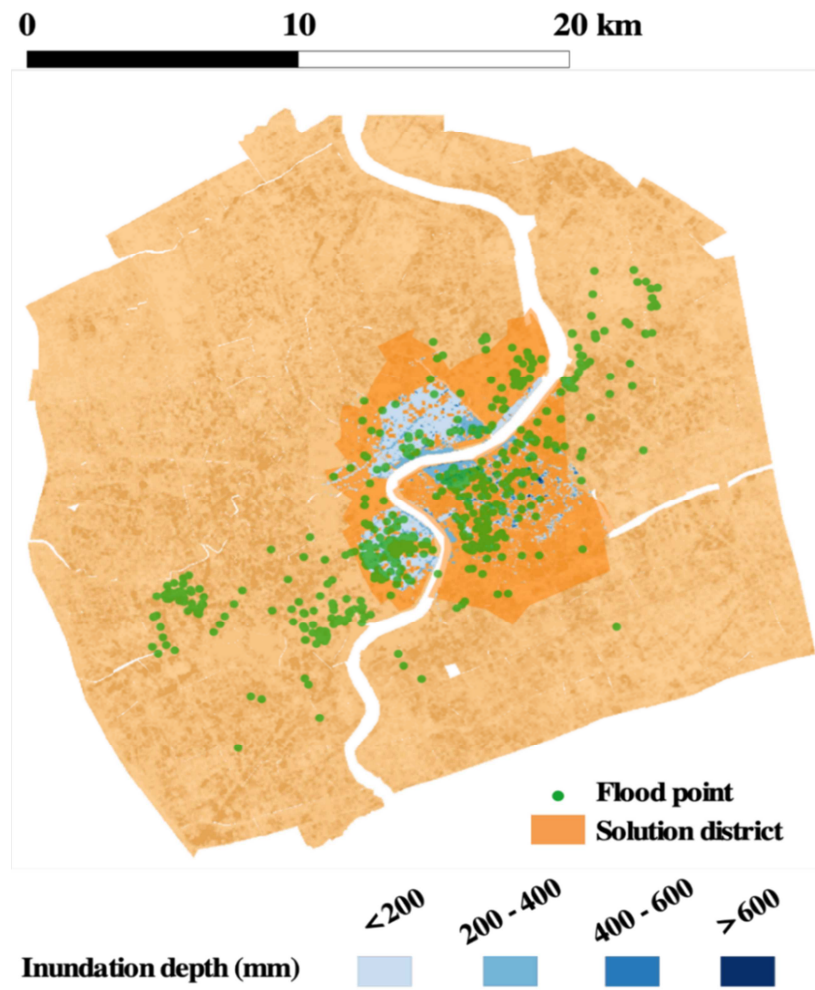 0 10 20 km
Flood point
Solution district
<200 200 - 400 400 - 600 >600
Inundation depth (mm)